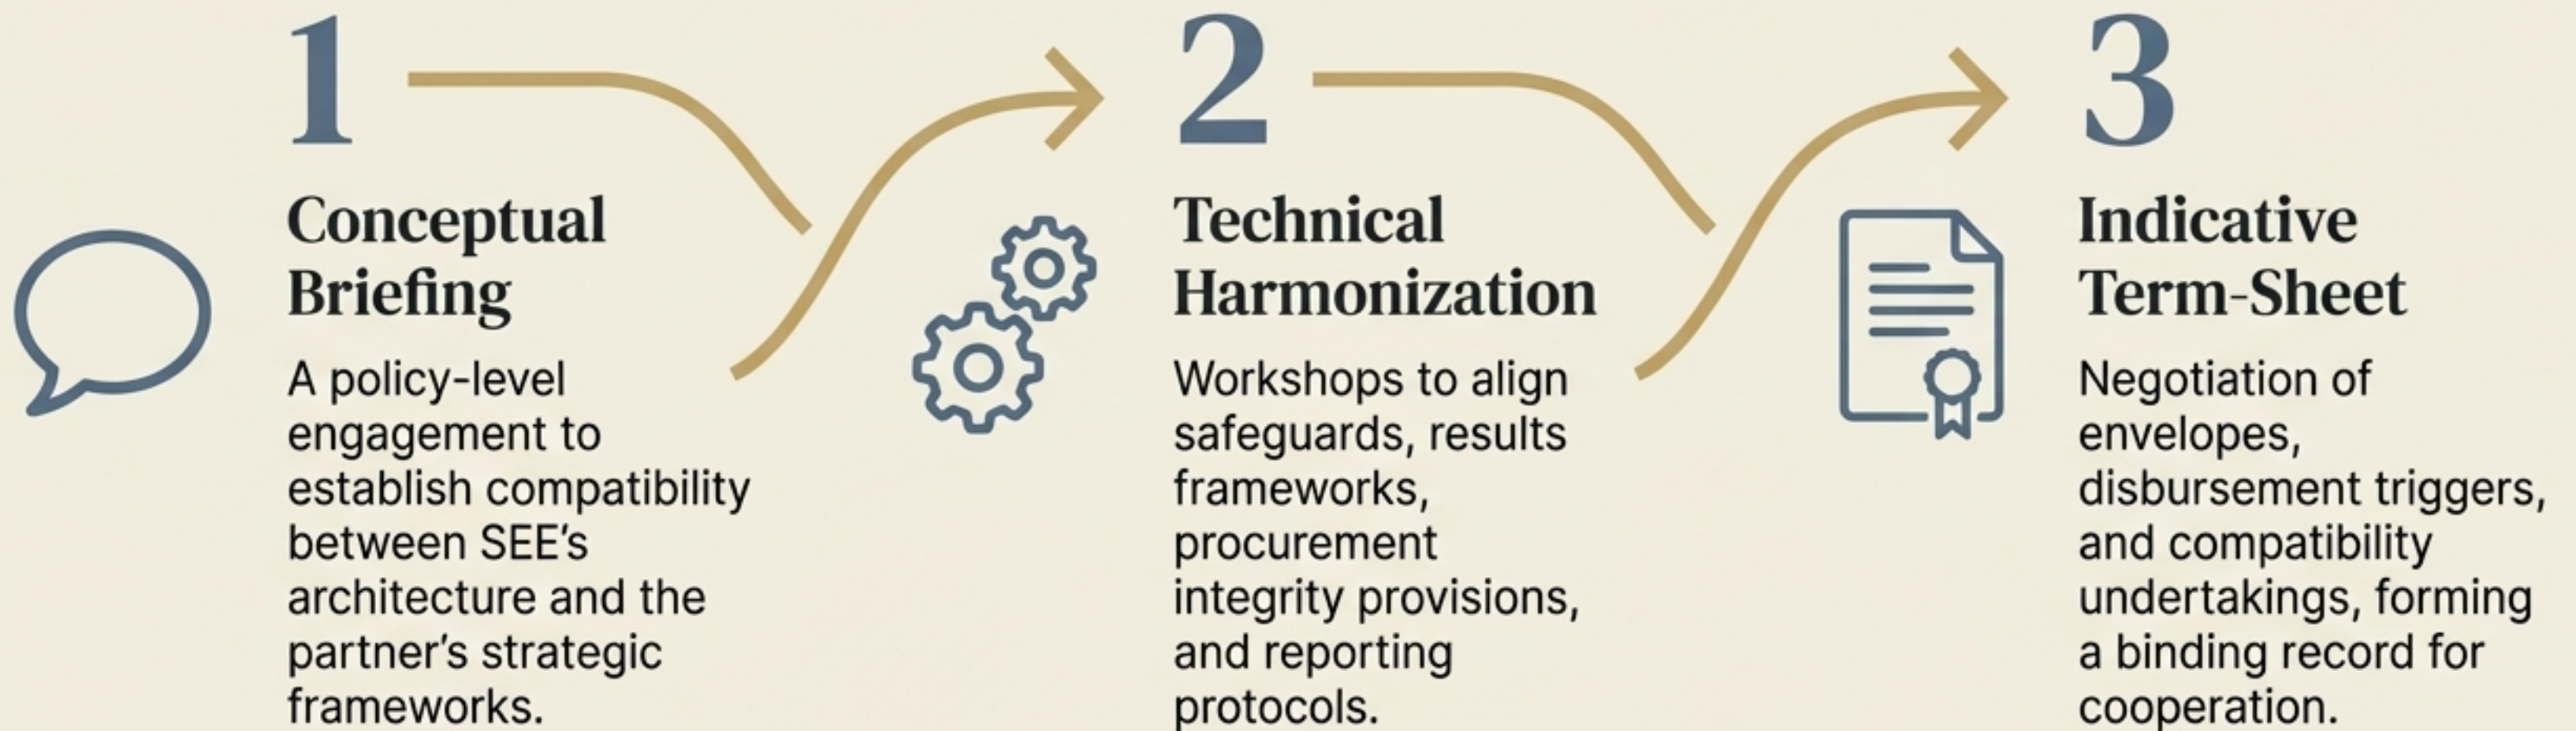 1
Conceptual
Briefing
A policy-level
engagement to
establish compatibility
between SEE's
architecture and the
partner's strategic
frameworks.
2
Technical
Harmonization
Workshops to align
safeguards, results
frameworks,
procurement
integrity provisions,
and reporting
protocols.
3
Indicative
Term-Sheet
Negotiation of
envelopes,
disbursement triggers,
and compatibility
undertakings, forming
a binding record for
cooperation.